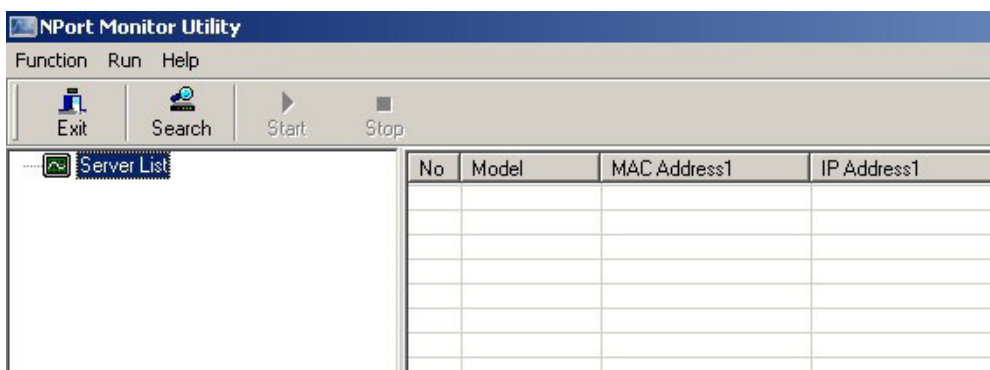 NPort Monitor Utility
Function Run Help
Exit Search Start Stop
Server List
No Model MAC Address1 IP Address1